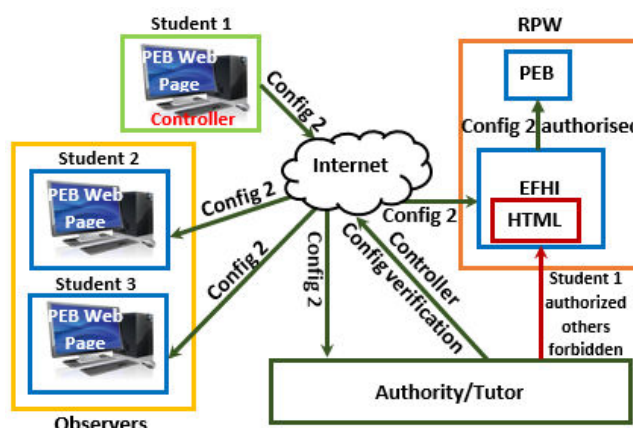 Student 1
PEB Web
Page
Controller
Config 2
RPW
PEB
Config 2 authorised
EFHI
HTML
Internet
Config 2
Student 2
PEB Web
Page
Config 2
Student 3
PEB Web
Page
Config 2
Observers
Config 2
Controller
Config verification
Student 1
authorized
others
forbidden
Authority/Tutor